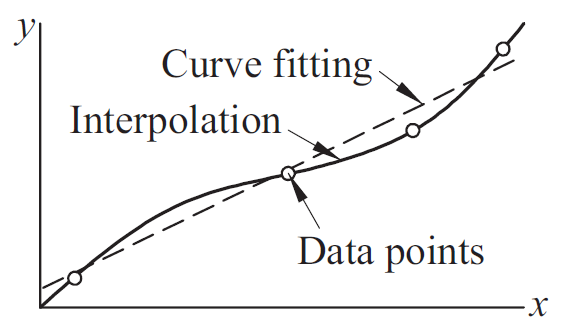 y
Curve fitting
Interpolation
Data points
x